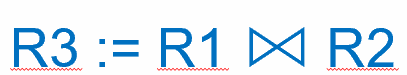 R3 := R1 ⋈ R2